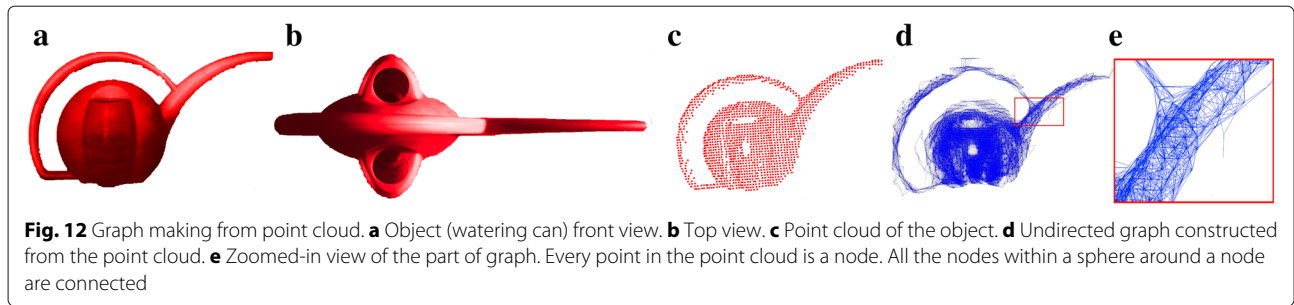 a b c d e
Fig. 12 Graph making from point cloud. a Object (watering can) front view. b Top view. c Point cloud of the object. d Undirected graph constructed
from the point cloud. e Zoomed-in view of the part of graph. Every point in the point cloud is a node. All the nodes within a sphere around a node
are connected